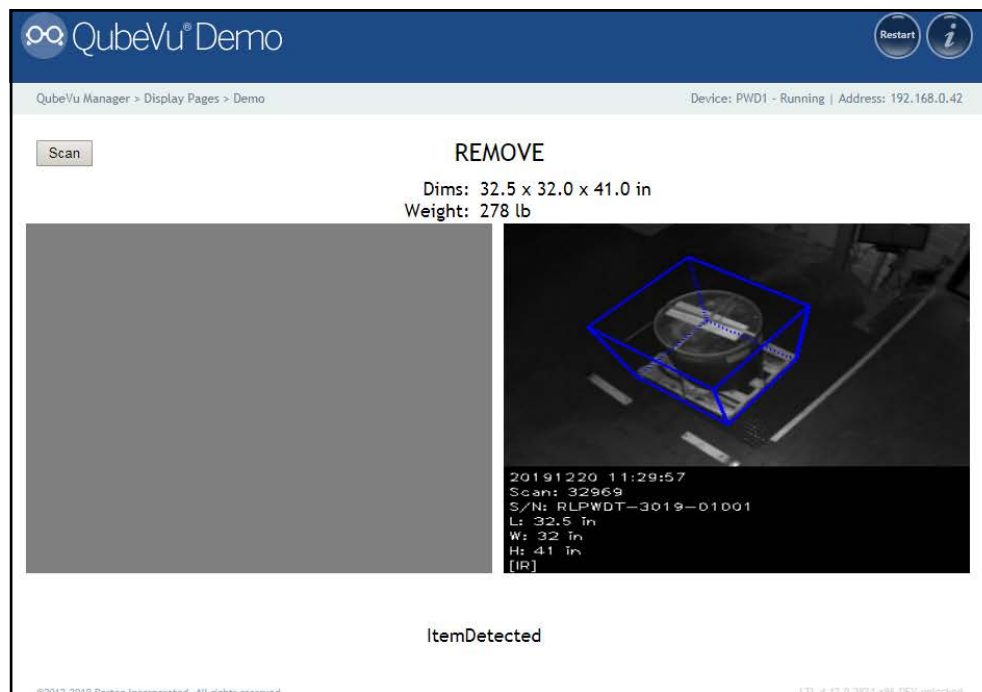 QubeVu® Demo
Restart
i
QubeVu Manager > Display Pages > Demo
Device: PWD1 - Running | Address: 192.168.0.42
Scan
REMOVE
Dims: 32.5 x 32.0 x 41.0 in
Weight: 278 lb
20191220 11:29:57
Scan: 32969
S/N: RLPWDT-3019-01001
L: 32.5 in
W: 32 in
H: 41 in
[IR]
ItemDetected